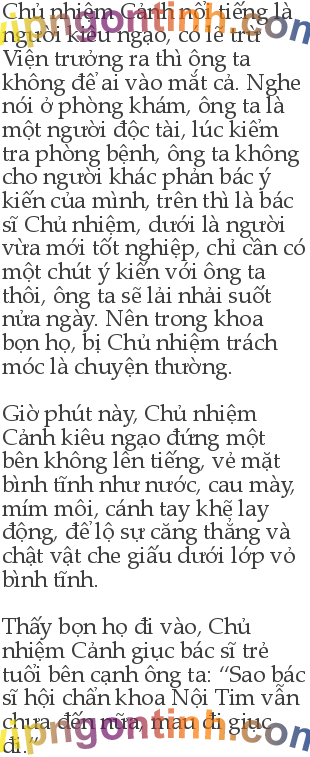 Chủ nhiệm Cảnh nổi tiếng là
người kiêu ngạo, có lẽ trừ
Viện trưởng ra thì ông ta
không để ai vào mắt cả. Nghe
nói ở phòng khám, ông ta là
một người độc tài, lúc kiểm
tra phòng bệnh, ông ta không
cho người khác phản bác ý
kiến của mình, trên thì là bác
sĩ Chủ nhiệm, dưới là người
vừa mới tốt nghiệp, chỉ cần có
một chút ý kiến với ông ta
thôi, ông ta sẽ lải nhải suốt
nửa ngày. Nên trong khoa
bọn họ, bị Chủ nhiệm trách
móc là chuyện thường.
Giờ phút này, Chủ nhiệm
Cảnh kiêu ngạo đứng một
bên không lên tiếng, vẻ mặt
bình tĩnh như nước, cau mày,
mím môi, cánh tay khẽ lay
động, để lộ sự căng thẳng và
chật vật che giấu dưới lớp vỏ
bình tĩnh.
Thấy bọn họ đi vào, Chủ
nhiệm Cảnh giục bác sĩ trẻ
tuổi bên cạnh ông ta: “Sao bác
sĩ hội chẩn khoa Nội Tim vẫn
chưa đến nữa, mau đi giục
đi.”
vipngontinh.com
vipngontinh.com